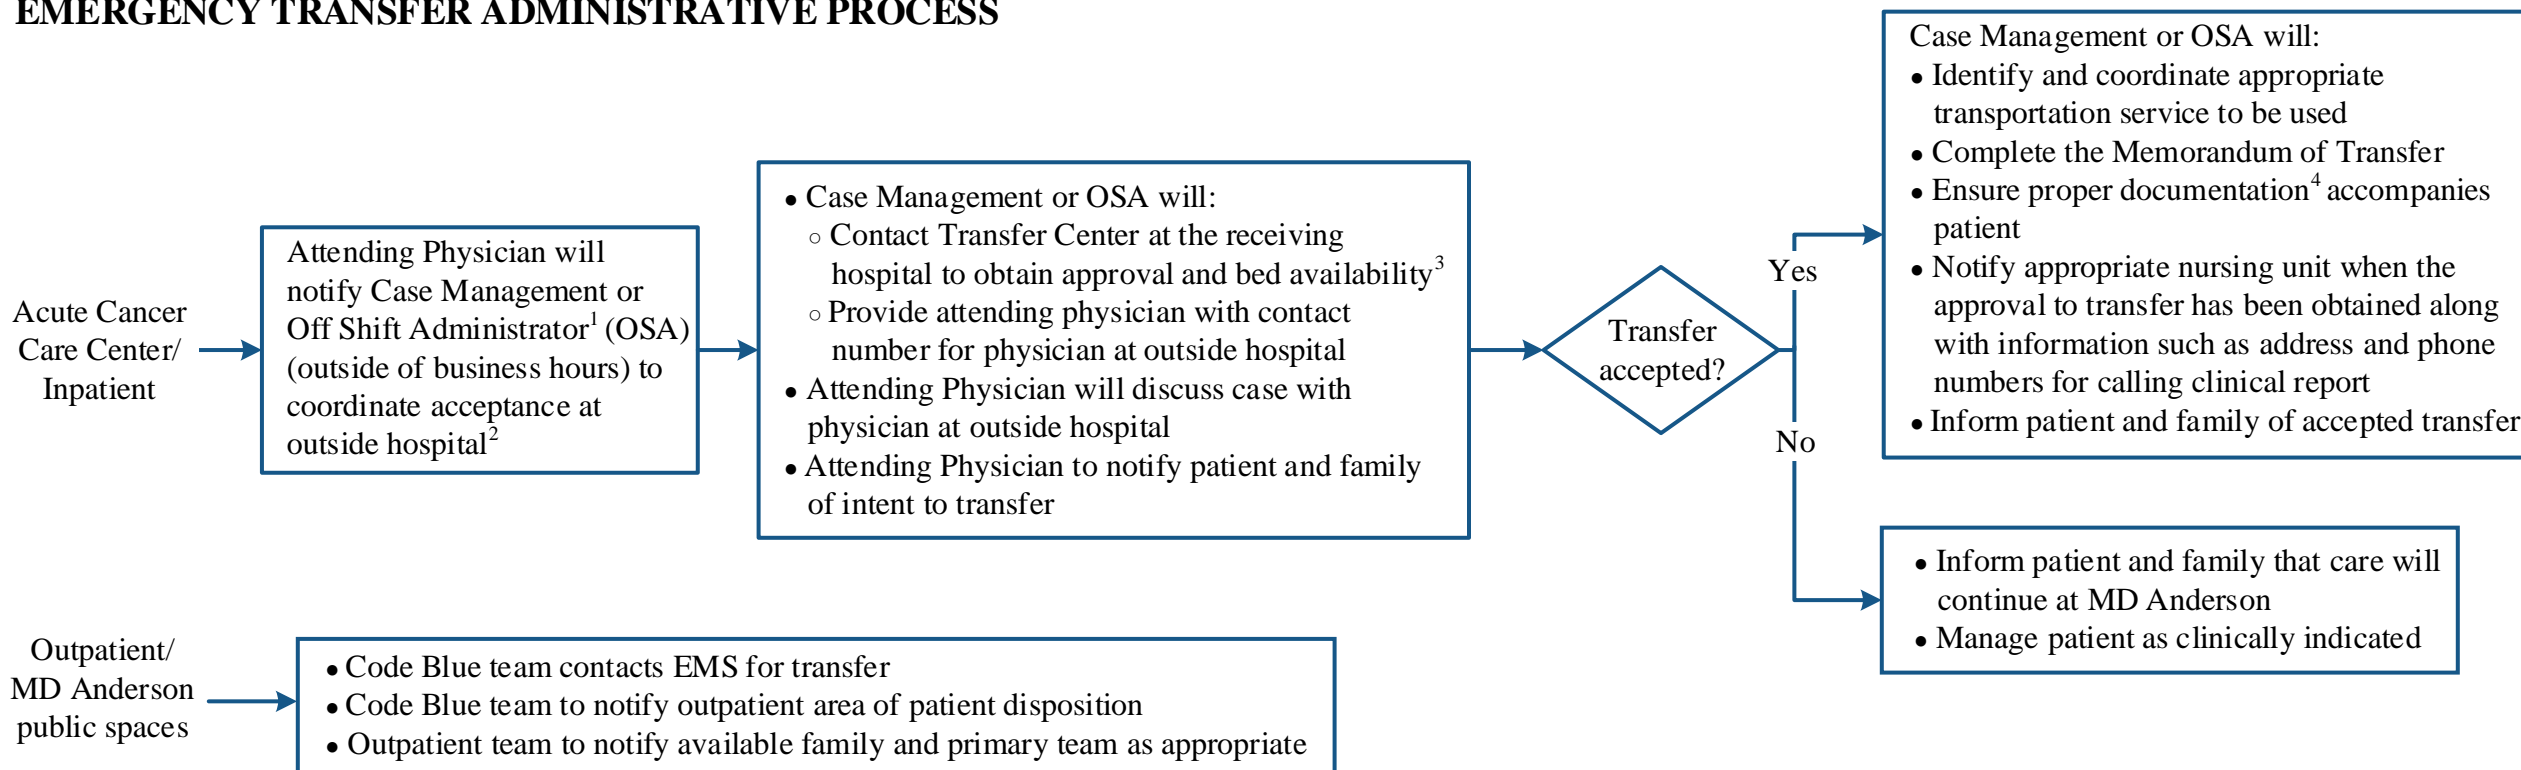 EMERGENCY TRANSFER ADMINISTRATIVE PROCESS
Acute Cancer
Care Center/
Inpatient
Attending Physician will
notify Case Management or
Off Shift Administrator¹ (OSA)
(outside of business hours) to
coordinate acceptance at
outside hospital²
● Case Management or OSA will:
○ Contact Transfer Center at the receiving
hospital to obtain approval and bed availability³
○ Provide attending physician with contact
number for physician at outside hospital
● Attending Physician will discuss case with
physician at outside hospital
● Attending Physician to notify patient and family
of intent to transfer
Transfer
accepted?
Yes
Case Management or OSA will:
● Identify and coordinate appropriate
transportation service to be used
● Complete the Memorandum of Transfer
● Ensure proper documentation⁴ accompanies
patient
● Notify appropriate nursing unit when the
approval to transfer has been obtained along
with information such as address and phone
numbers for calling clinical report
● Inform patient and family of accepted transfer
No
● Inform patient and family that care will
continue at MD Anderson
● Manage patient as clinically indicated
Outpatient/
MD Anderson
public spaces
● Code Blue team contacts EMS for transfer
● Code Blue team to notify outpatient area of patient disposition
● Outpatient team to notify available family and primary team as appropriate